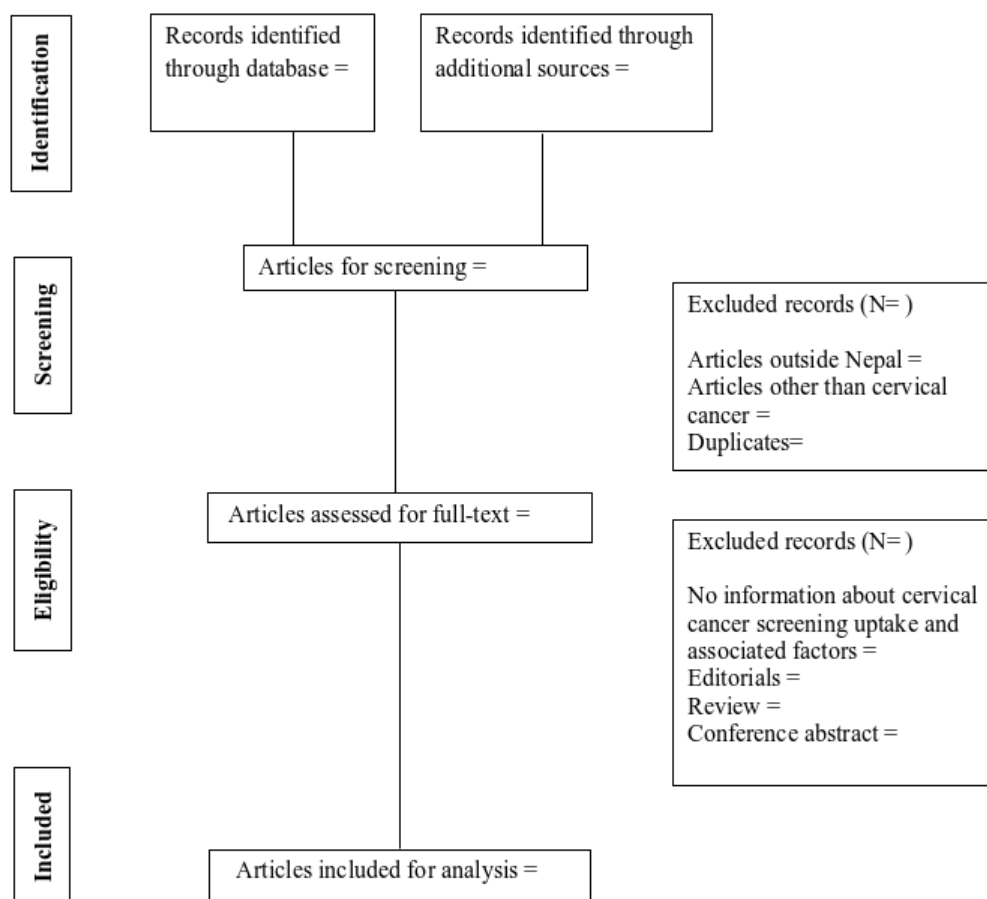 Identification
Records identified
through database =
Records identified through
additional sources =
Screening
Articles for screening =
Excluded records (N= )
Articles outside Nepal =
Articles other than cervical
cancer =
Duplicates=
Eligibility
Articles assessed for full-text =
Excluded records (N= )
No information about cervical
cancer screening uptake and
associated factors =
Editorials =
Review =
Conference abstract =
Included
Articles included for analysis =